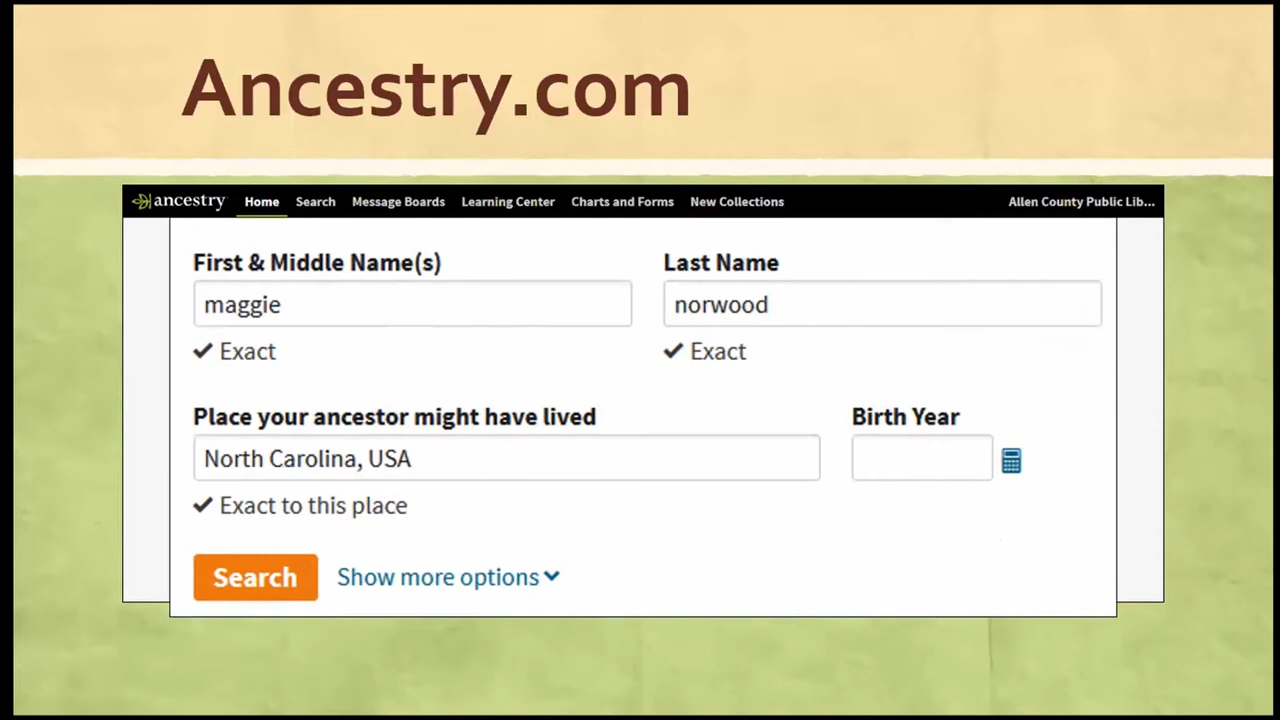 Ancestry.com
ancestry Home Search Message Boards Learning Center Charts and Forms New Collections Allen County Public Lib...
First & Middle Name(s) Last Name
maggie norwood
Exact Exact
Place your ancestor might have lived Birth Year
North Carolina, USA
Exact to this place
Search Show more options